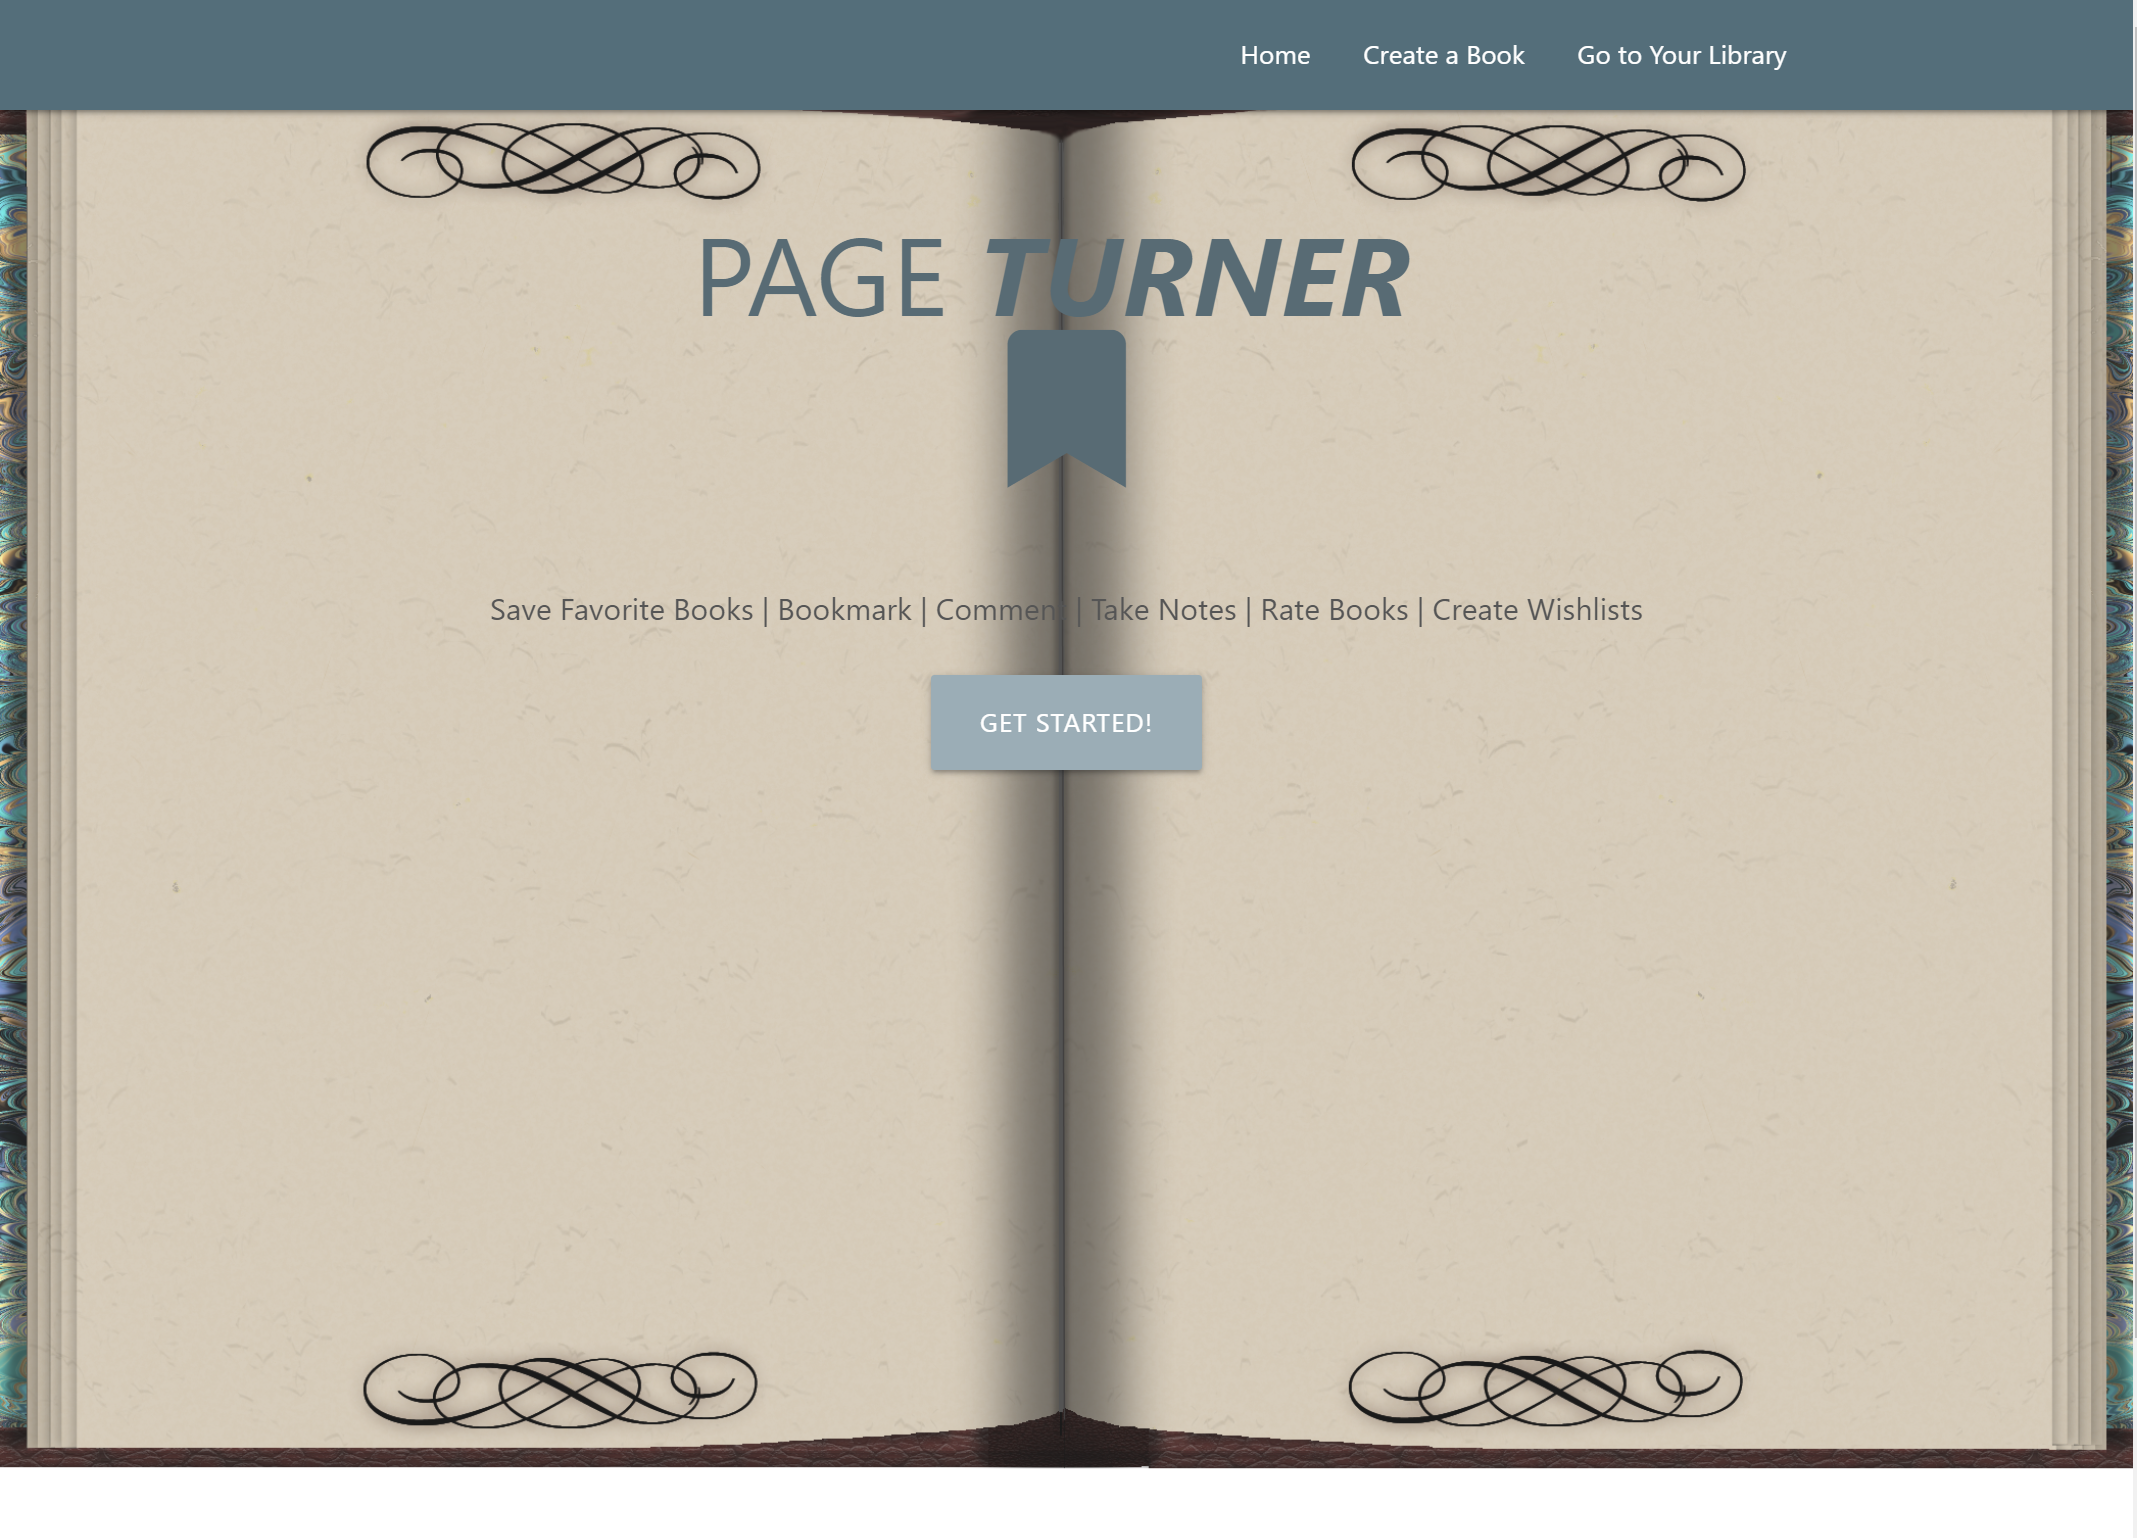 Home Create a Book Go to Your Library
PAGE TURNER
Save Favorite Books | Bookmark | Comment | Take Notes | Rate Books | Create Wishlists
GET STARTED!